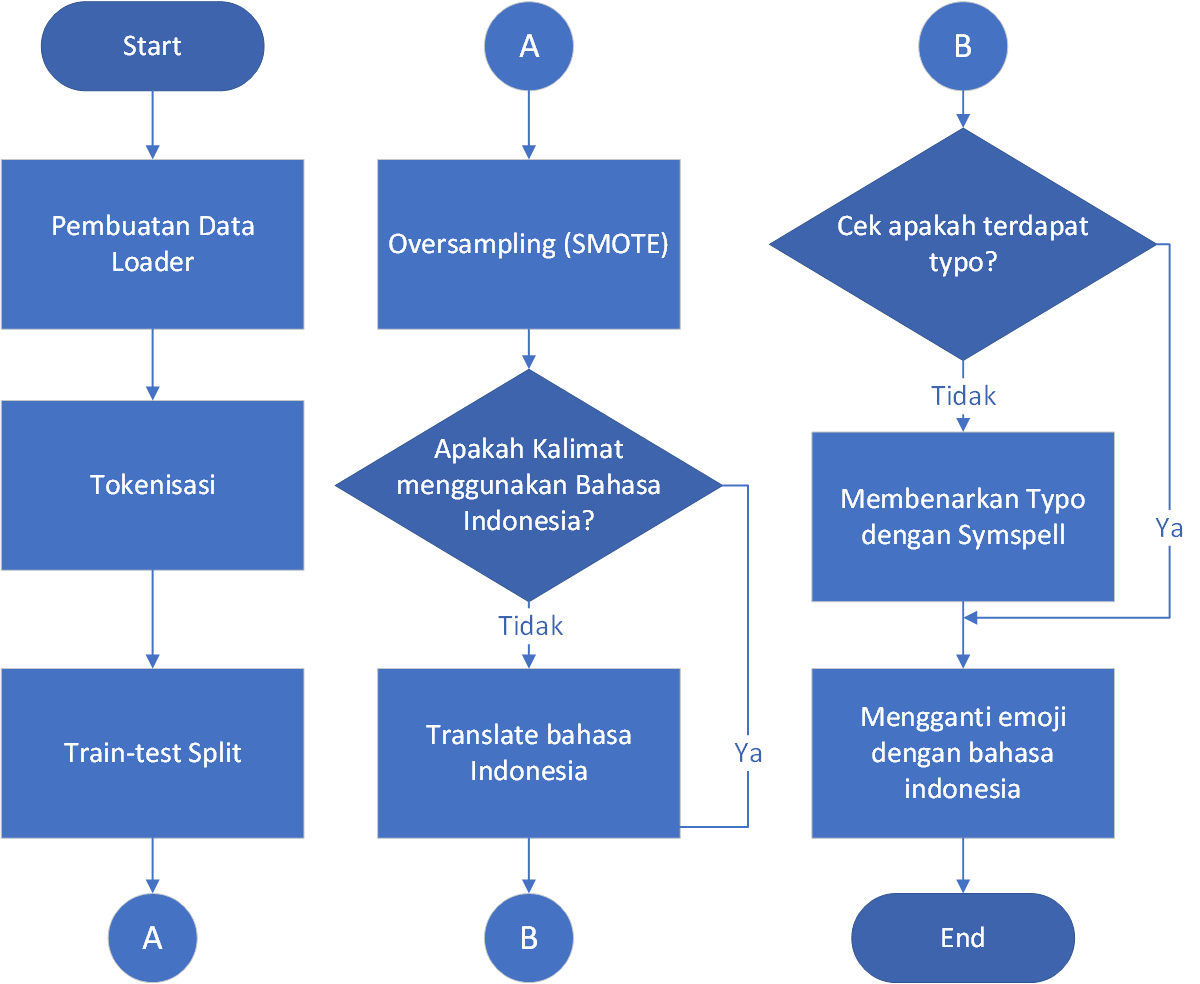 Start
Pembuatan Data
Loader
Tokenisasi
Train-test Split
A
A
Oversampling (SMOTE)
Apakah Kalimat
menggunakan Bahasa
Indonesia?
Tidak
Translate bahasa
Indonesia
Ya
B
B
Cek apakah terdapat
typo?
Tidak
Membenarkan Typo
dengan Symspell
Ya
Mengganti emoji
dengan bahasa
indonesia
End